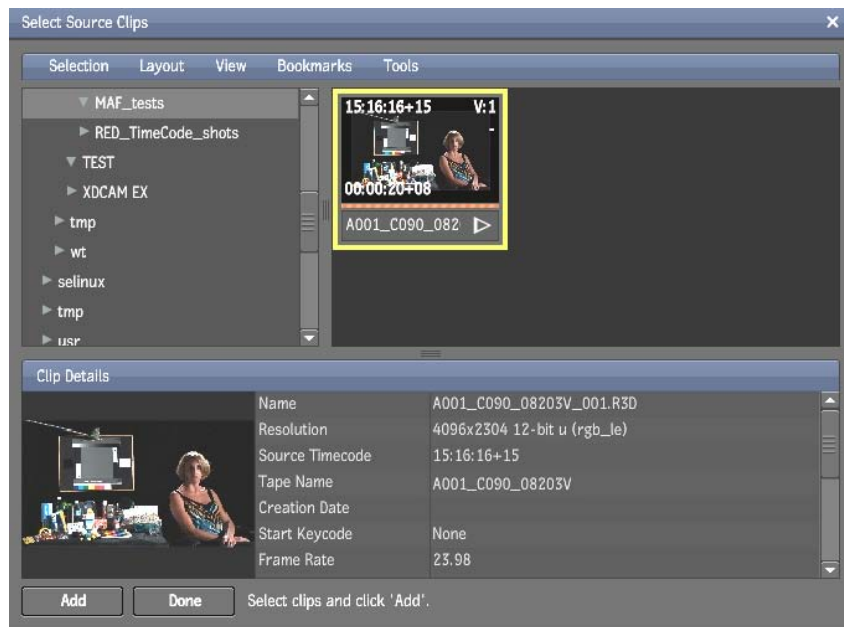 Select Source Clips
Selection Layout View Bookmarks Tools
MAF_tests
RED_TimeCode_shots
TEST
XDCAM EX
tmp
wt
selinux
tmp
usr
15:16:16+15 V:1
00:00:20+08
A001_C090_082
Clip Details
Name A001_C090_08203V_001.R3D
Resolution 4096x2304 12-bit u (rgb_le)
Source Timecode 15:16:16+15
Tape Name A001_C090_08203V
Creation Date
Start Keycode None
Frame Rate 23.98
Add Done Select clips and click 'Add'.